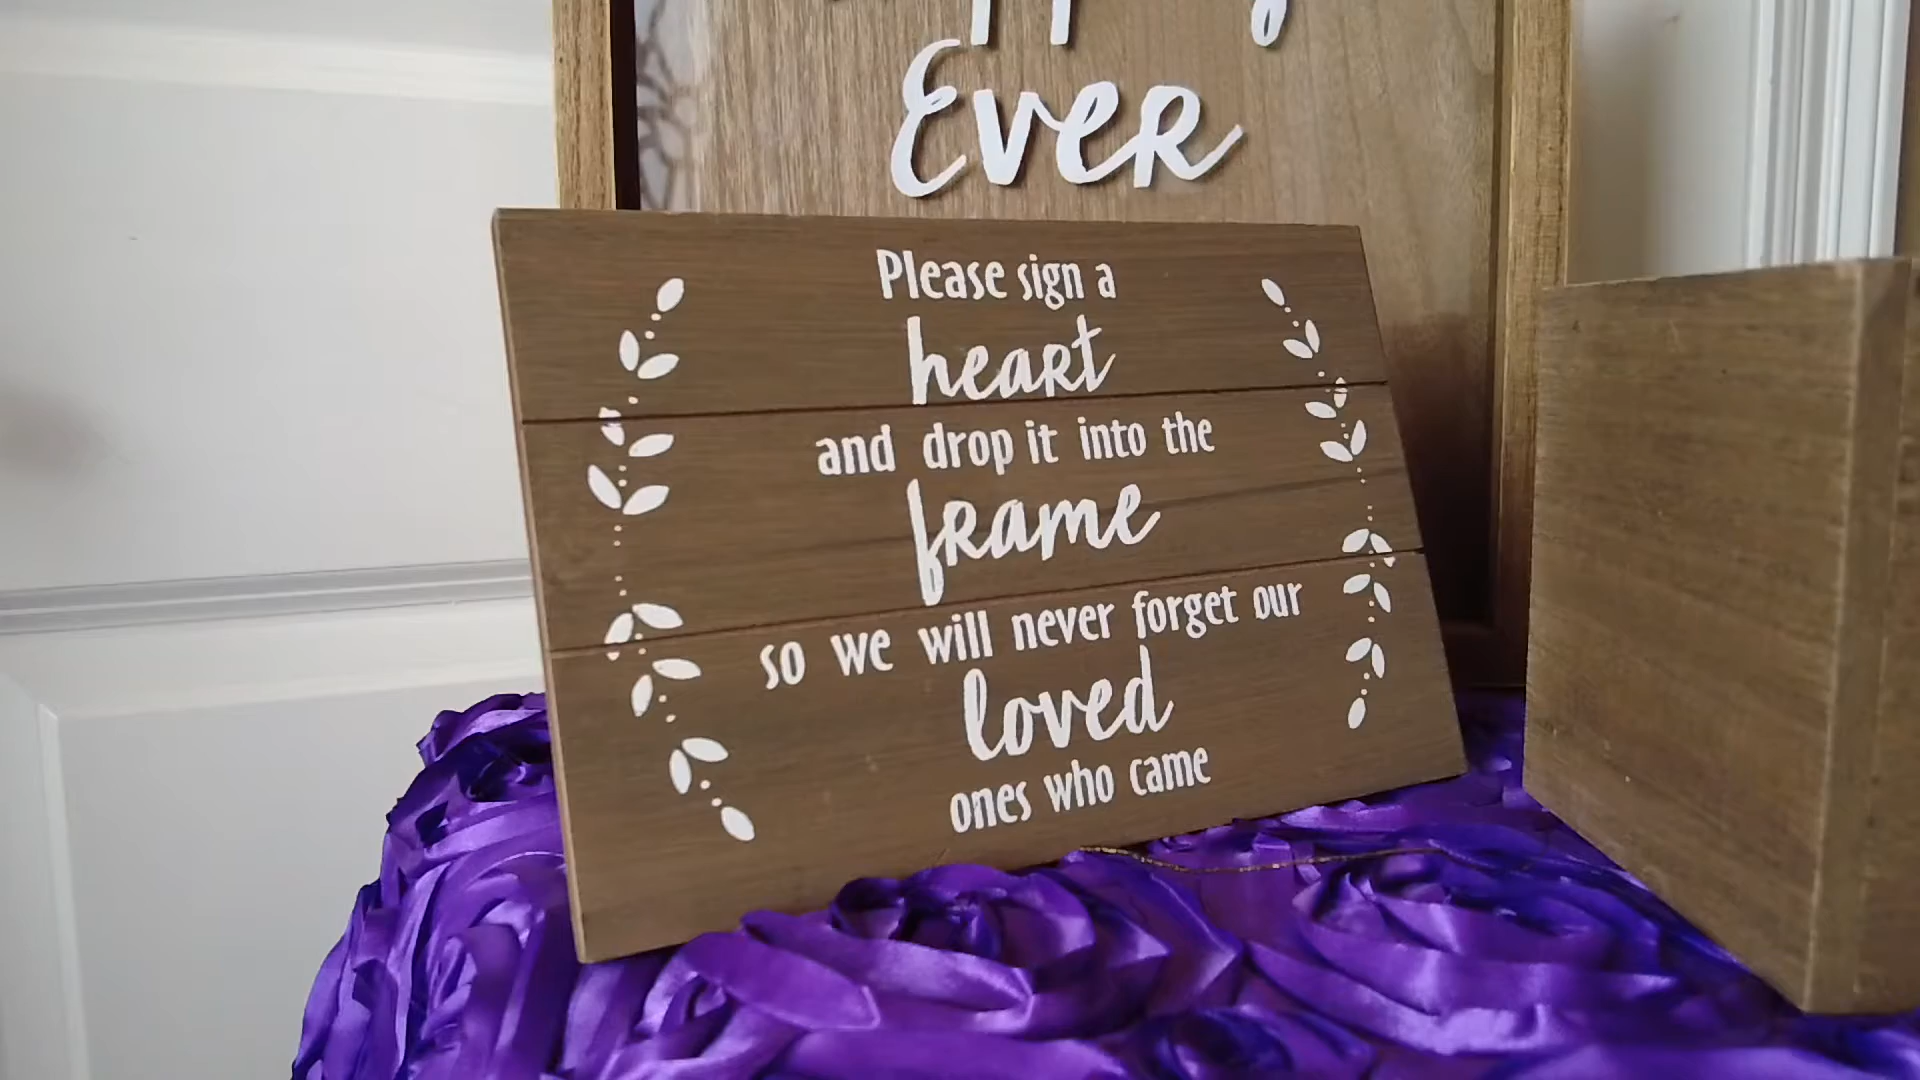 Ever
Please sign a
heart
and drop it into the
frame
so we will never forget our
loved
ones who came